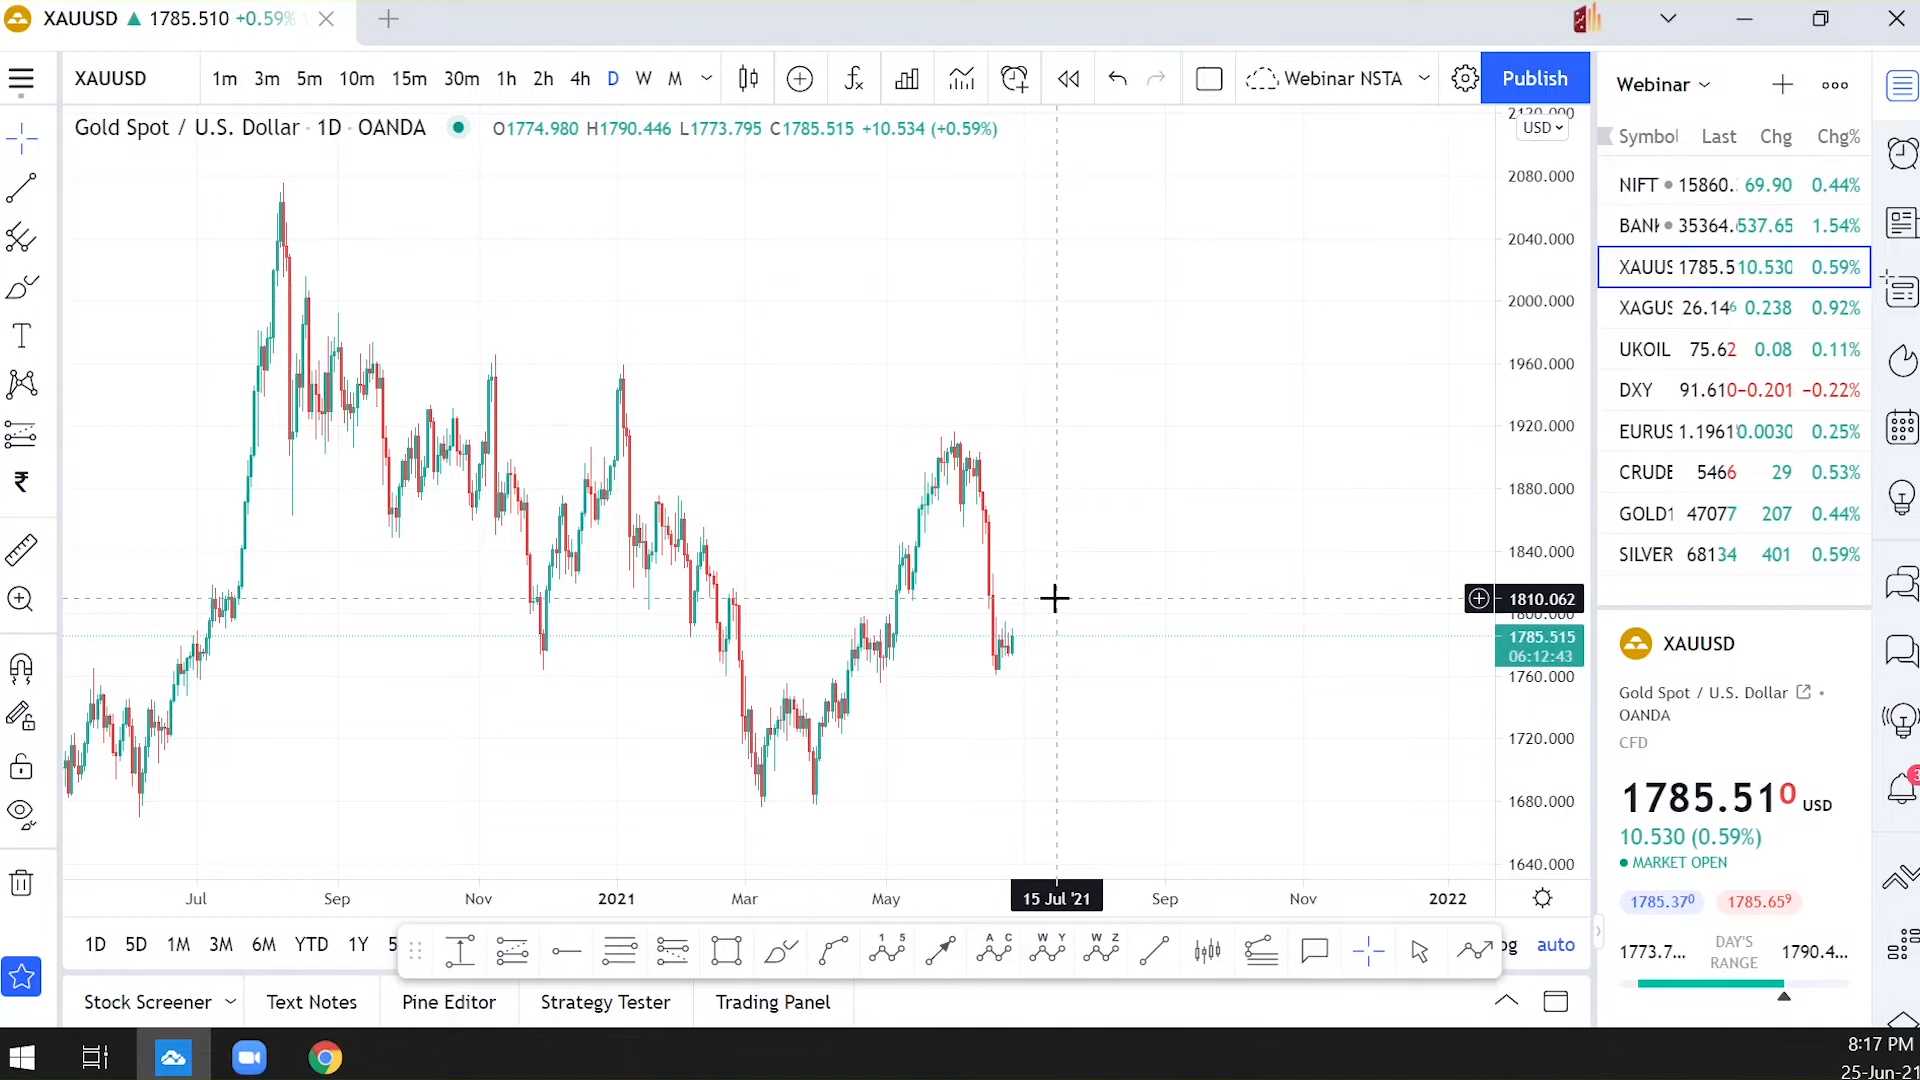 XAUUSD ▲ 1785.510 +0.59%
XAUUSD 1m 3m 5m 10m 15m 30m 1h 2h 4h D W M Webinar NSTA Publish
Gold Spot / U.S. Dollar · 1D · OANDA O1774.980 H1790.446 L1773.795 C1785.515 +10.534 (+0.59%)
USD
2120.000
2080.000
2040.000
2000.000
1960.000
1920.000
1880.000
1840.000
1810.062
1800.000
1785.515
06:12:43
1760.000
1720.000
1680.000
1640.000
Jul Sep Nov 2021 Mar May 15 Jul '21 Sep Nov 2022
1D 5D 1M 3M 6M YTD 1Y 5
1 5
A C
W Y
W Z
og auto
Stock Screener Text Notes Pine Editor Strategy Tester Trading Panel
Webinar
Symbol Last Chg Chg%
NIFT 15860. 69.90 0.44%
BANK 35364. 537.65 1.54%
XAUUS 1785.5 10.530 0.59%
XAGUS 26.146 0.238 0.92%
UKOIL 75.62 0.08 0.11%
DXY 91.610 −0.201 −0.22%
EURUS 1.1961 0.0030 0.25%
CRUDE 5466 29 0.53%
GOLD1 47077 207 0.44%
SILVER 68134 401 0.59%
XAUUSD
Gold Spot / U.S. Dollar
OANDA
CFD
1785.510 USD
10.530 (0.59%)
MARKET OPEN
1785.370 1785.659
1773.7... DAY'S RANGE 1790.4...
8:17 PM
25-Jun-21